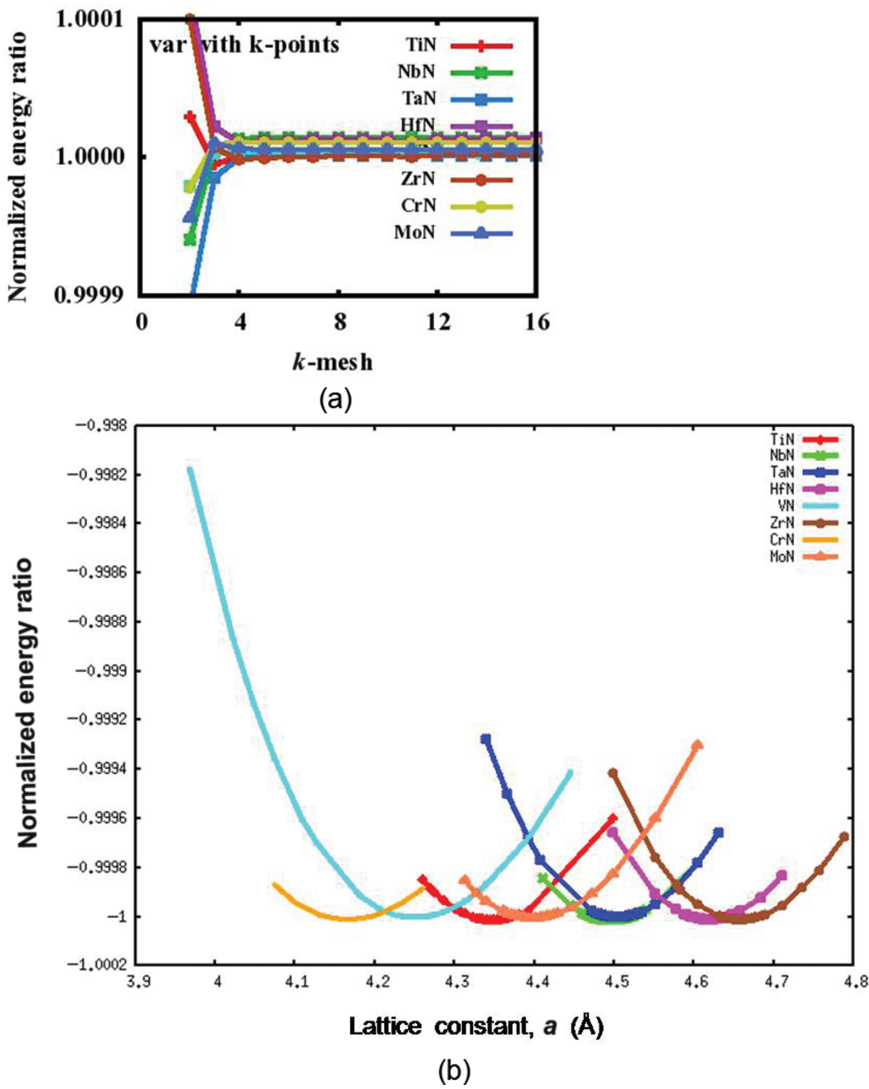 1.0001
1.0000
0.9999
Normalized energy ratio
var with k-points
TiN
NbN
TaN
HfN
ZrN
CrN
MoN
0 4 8 12 16
k-mesh
(a)
−0.998
−0.9982
−0.9984
−0.9986
−0.9988
−0.999
−0.9992
−0.9994
−0.9996
−0.9998
−1
−1.0002
Normalized energy ratio
TiN
NbN
TaN
HfN
VN
ZrN
CrN
MoN
3.9 4 4.1 4.2 4.3 4.4 4.5 4.6 4.7 4.8
Lattice constant, a (Å)
(b)